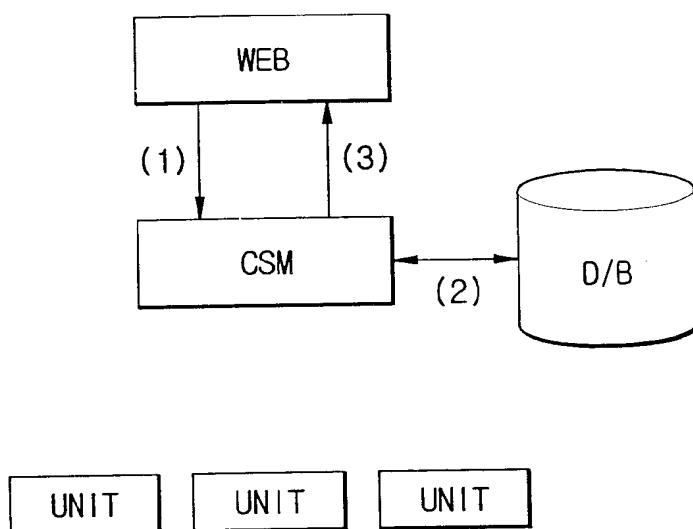 WEB
(1)
(3)
CSM
(2)
D/B
UNIT
UNIT
UNIT